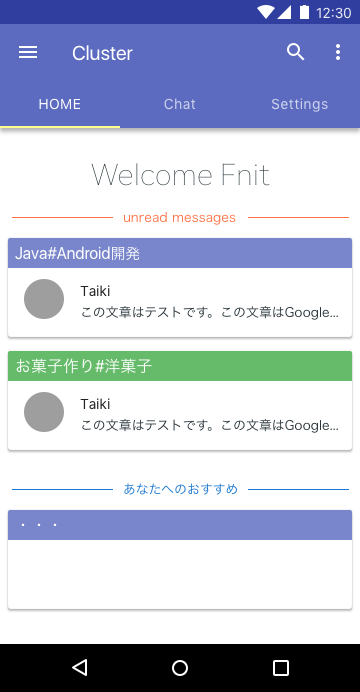 12:30
Cluster
HOME Chat Settings
Welcome Fnit
unread messages
Java#Android開発
Taiki
この文章はテストです。この文章はGoogle...
お菓子作り#洋菓子
Taiki
この文章はテストです。この文章はGoogle...
あなたへのおすすめ
・・・